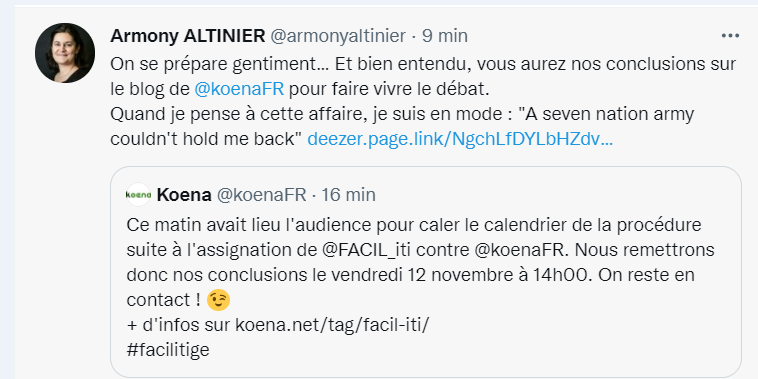 Armony ALTINIER @armonyaltinier · 9 min
On se prépare gentiment... Et bien entendu, vous aurez nos conclusions sur
le blog de @koenaFR pour faire vivre le débat.
Quand je pense à cette affaire, je suis en mode : "A seven nation army
couldn't hold me back" deezer.page.link/NgchLfDYLbHZdv...
koena Koena @koenaFR · 16 min
Ce matin avait lieu l'audience pour caler le calendrier de la procédure
suite à l'assignation de @FACIL_iti contre @koenaFR. Nous remettrons
donc nos conclusions le vendredi 12 novembre à 14h00. On reste en
contact ! 😉
+ d'infos sur koena.net/tag/facil-iti/
#facilitige